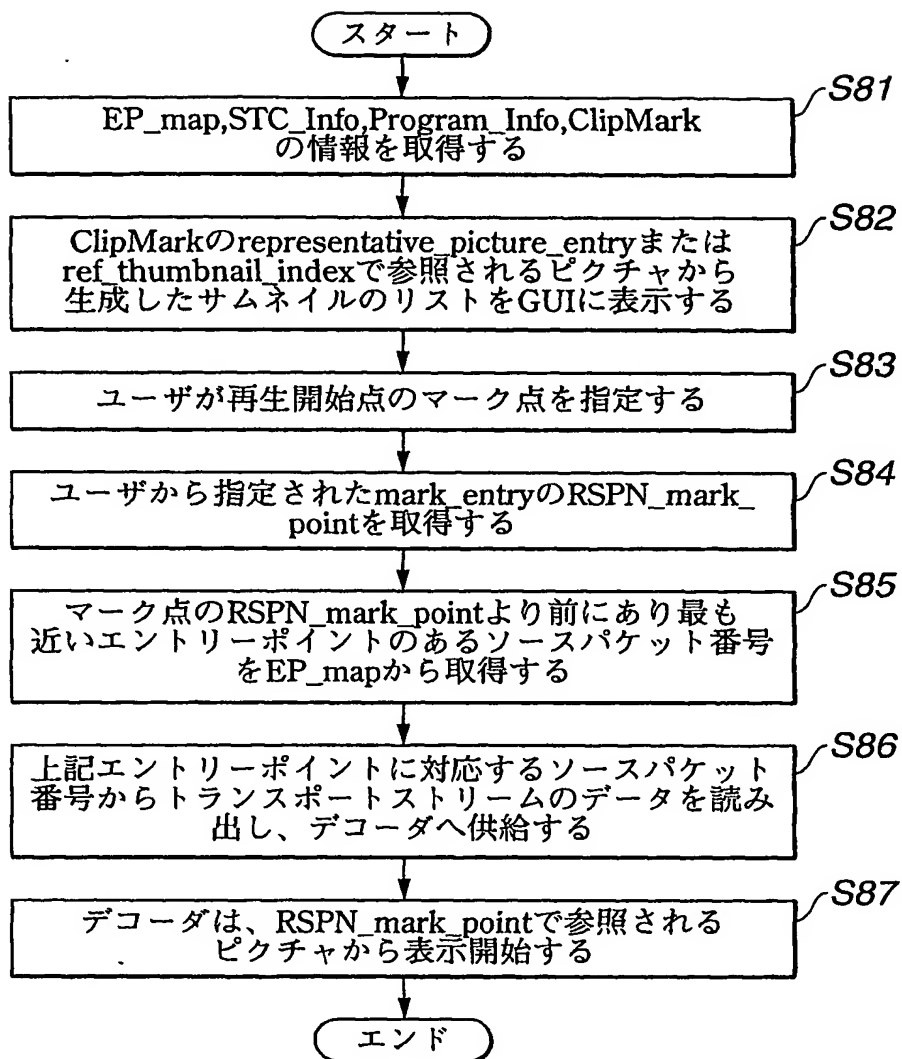 スタート
S81
EP_map,STC_Info,Program_Info,ClipMark
の情報を取得する
S82
ClipMarkのrepresentative_picture_entryまたは
ref_thumbnail_indexで参照されるピクチャから
生成したサムネイルのリストをGUIに表示する
S83
ユーザが再生開始点のマーク点を指定する
S84
ユーザから指定されたmark_entryのRSPN_mark_
pointを取得する
S85
マーク点のRSPN_mark_pointより前にあり最も
近いエントリーポイントのあるソースパケット番号
をEP_mapから取得する
S86
上記エントリーポイントに対応するソースパケット
番号からトランスポートストリームのデータを読み
出し、デコーダへ供給する
S87
デコーダは、RSPN_mark_pointで参照される
ピクチャから表示開始する
エンド